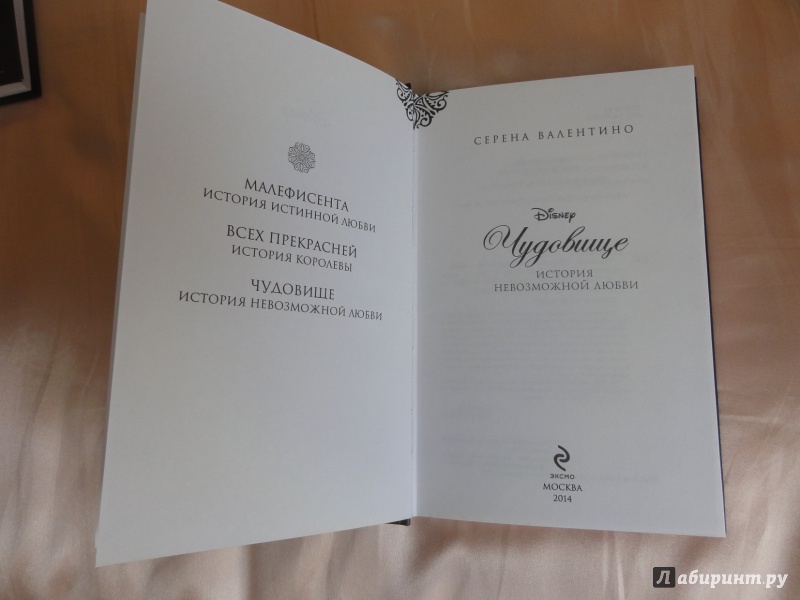 МАЛЕФИСЕНТА
ИСТОРИЯ ИСТИННОЙ ЛЮБВИ
ВСЕХ ПРЕКРАСНЕЙ
ИСТОРИЯ КОРОЛЕВЫ
ЧУДОВИЩЕ
ИСТОРИЯ НЕВОЗМОЖНОЙ ЛЮБВИ
СЕРЕНА ВАЛЕНТИНО
DISNEY
Чудовище
ИСТОРИЯ
НЕВОЗМОЖНОЙ ЛЮБВИ
ЭКСМО
МОСКВА
2014
Лабиринт.ру